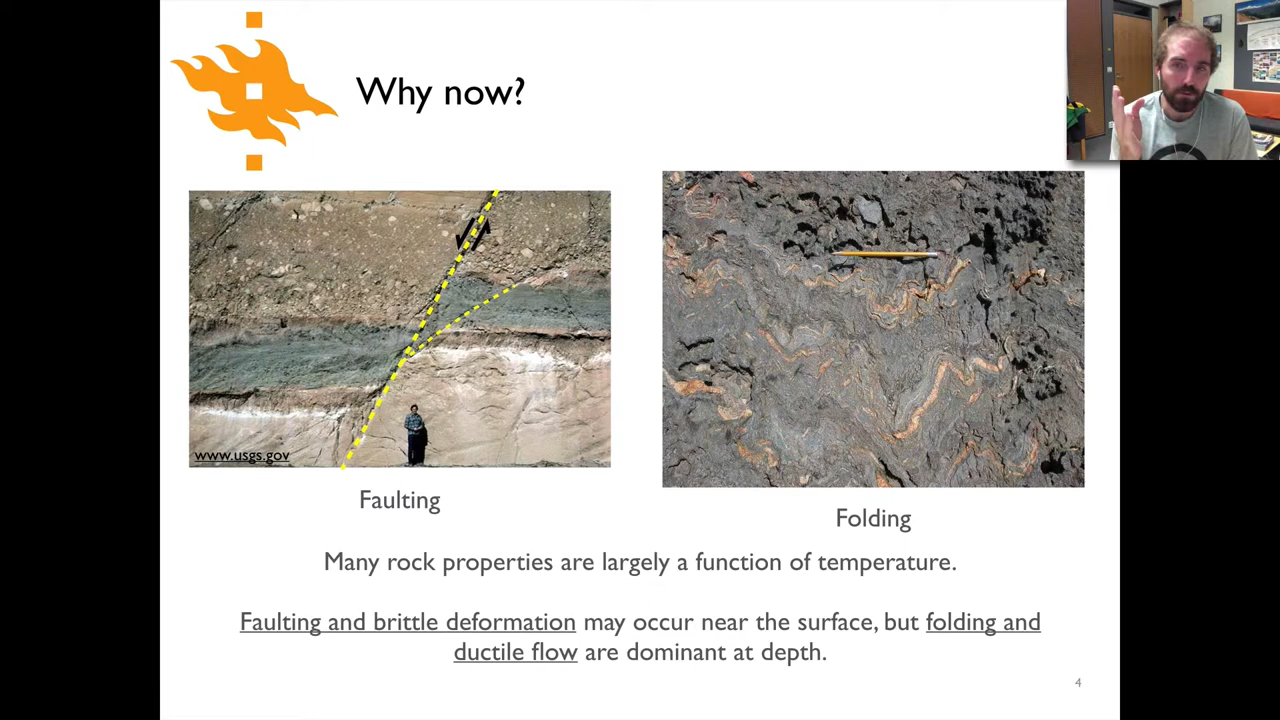 Why now?
www.usgs.gov
Faulting
Folding
Many rock properties are largely a function of temperature.
Faulting and brittle deformation may occur near the surface, but folding and
ductile flow are dominant at depth.
4